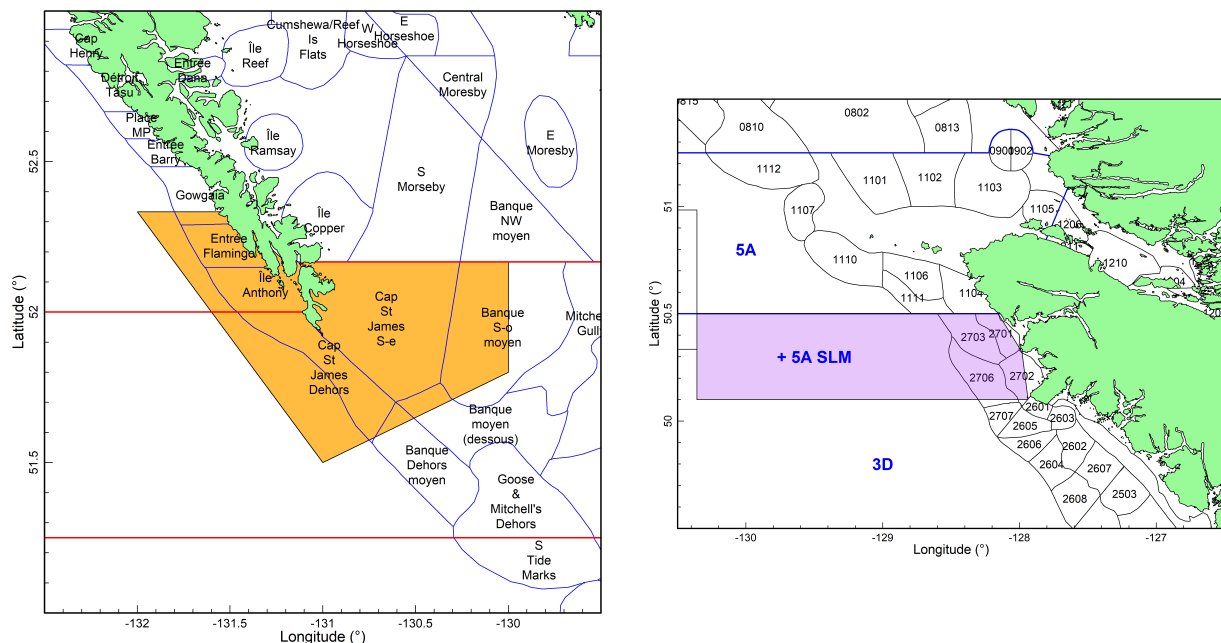 Cap
Henry
Détroit
Tasu
Place
MP
Entrée
Barry
Gowgaia
Entrée
Dana
Île
Reef
Cumshewa/Reef
Is
Flats
W
Horseshoe
E
Horseshoe
Central
Moresby
Île
Ramsay
E
Moresby
S
Morseby
Île
Copper
Banque
NW
moyen
Entrée
Flamingo
Île
Anthony
Cap
St
James
S-e
Cap
St
James
Dehors
Banque
S-o
moyen
Banque
moyen
(dessous)
Banque
Dehors
moyen
Goose
&
Mitchell's
Dehors
S
Tide
Marks
52.5
52
51.5
-132
-131.5
-131
-130.5
-130
Latitude (°)
Longitude (°)
0810
0802
0813
0902
1112
1101
1102
1103
1107
1105
1110
1106
1111
1210
5A
2703
2701
2706
2702
+ 5A SLM
2707
2601
2605
2603
2606
2602
2604
2607
2608
2503
3D
51
50.5
50
-130
-129
-128
-127
Latitude (°)
Longitude (°)